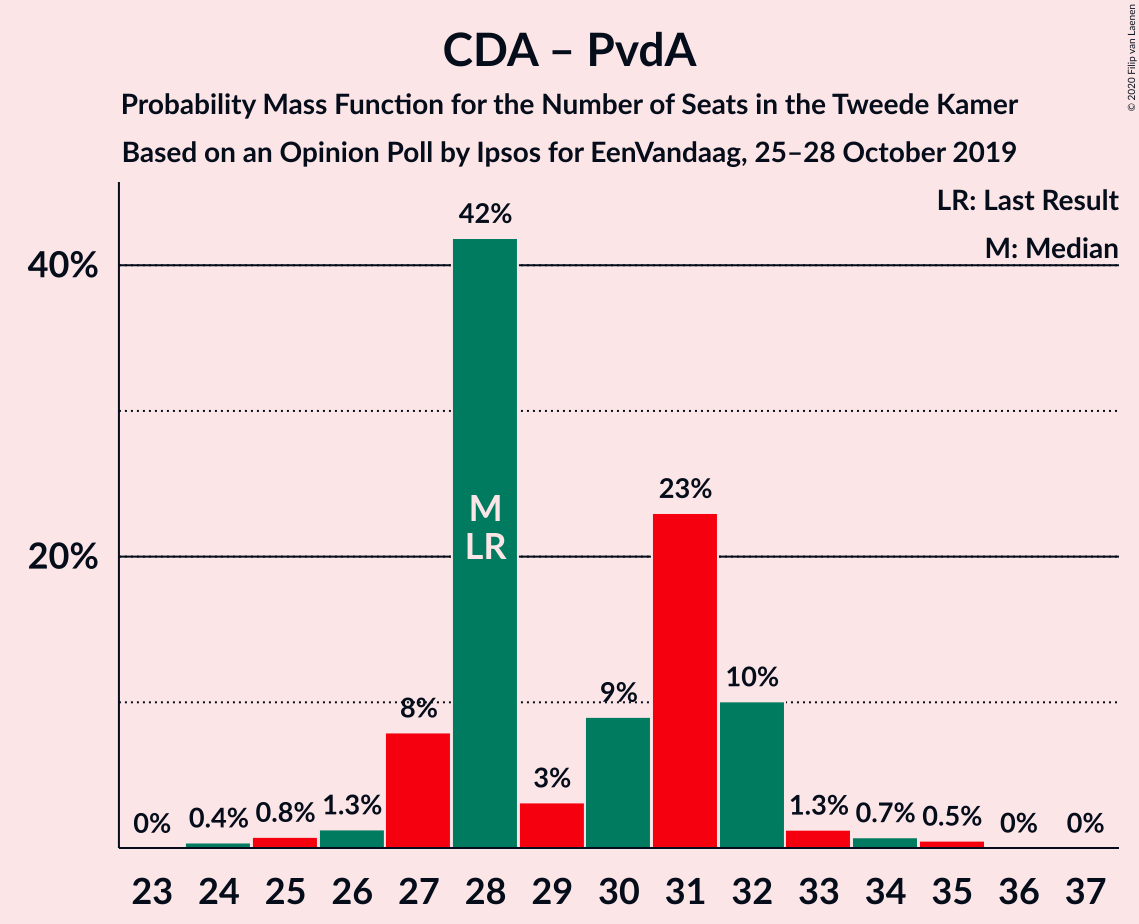 CDA – PvdA
Probability Mass Function for the Number of Seats in the Tweede Kamer
Based on an Opinion Poll by Ipsos for EenVandaag, 25–28 October 2019
© 2020 Filip van Laenen
LR: Last Result
M: Median
40%
20%
0%
0.4%
0.8%
1.3%
8%
42%
3%
9%
23%
10%
1.3%
0.7%
0.5%
0%
0%
M
LR
23 24 25 26 27 28 29 30 31 32 33 34 35 36 37